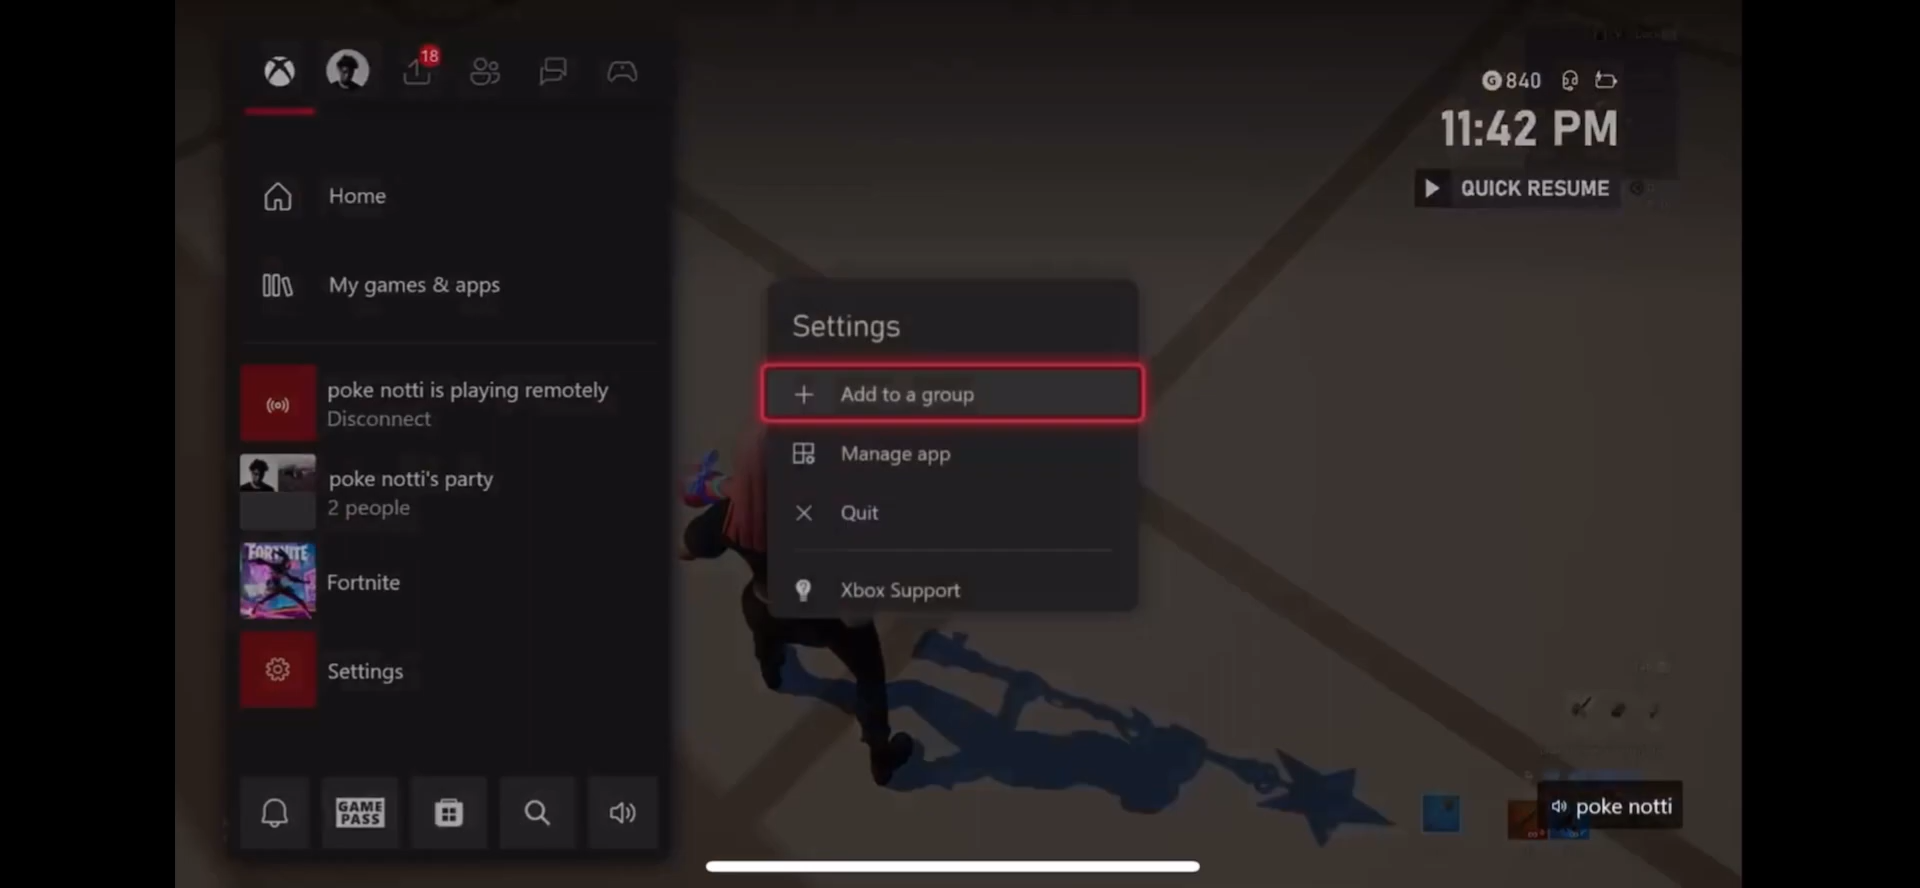 18
840
11:42 PM
QUICK RESUME
Home
My games & apps
poke notti is playing remotely
Disconnect
poke notti's party
2 people
FORTNITE
Fortnite
Settings
GAME
PASS
Settings
Add to a group
Manage app
Quit
Xbox Support
poke notti